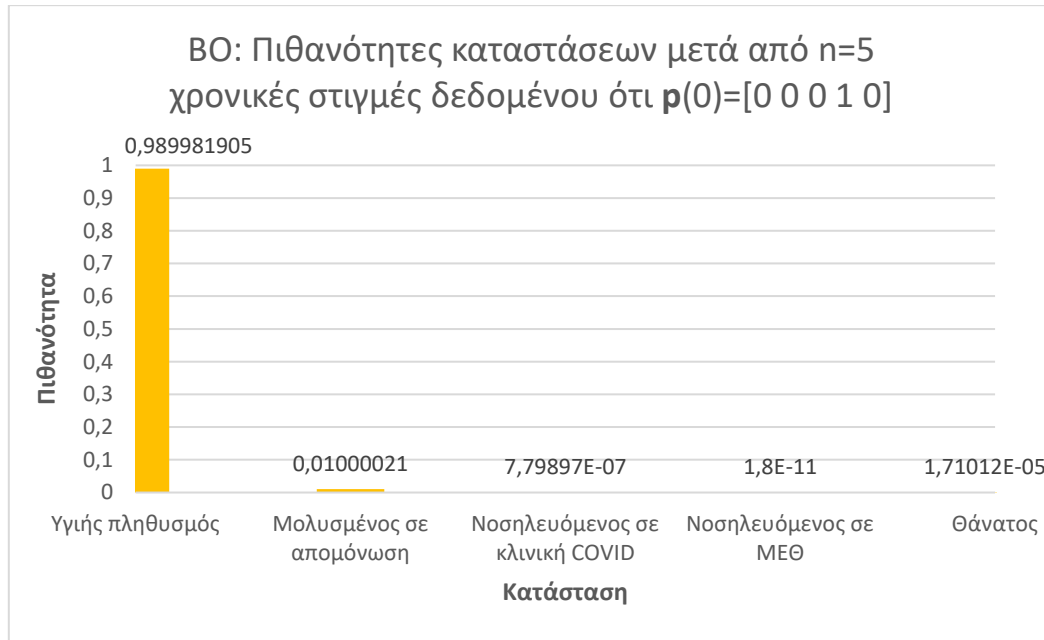 ΒΟ: Πιθανότητες καταστάσεων μετά από n=5
χρονικές στιγμές δεδομένου ότι p(0)=[0 0 0 1 0]
0,989981905
1
0,9
0,8
0,7
0,6
0,5
0,4
0,3
0,2
0,1
0
Πιθανότητα
0,01000021
7,79897E-07
1,8E-11
1,71012E-05
Υγιής πληθυσμός
Μολυσμένος σε
απομόνωση
Νοσηλευόμενος σε
κλινική COVID
Νοσηλευόμενος σε
ΜΕΘ
Θάνατος
Κατάσταση